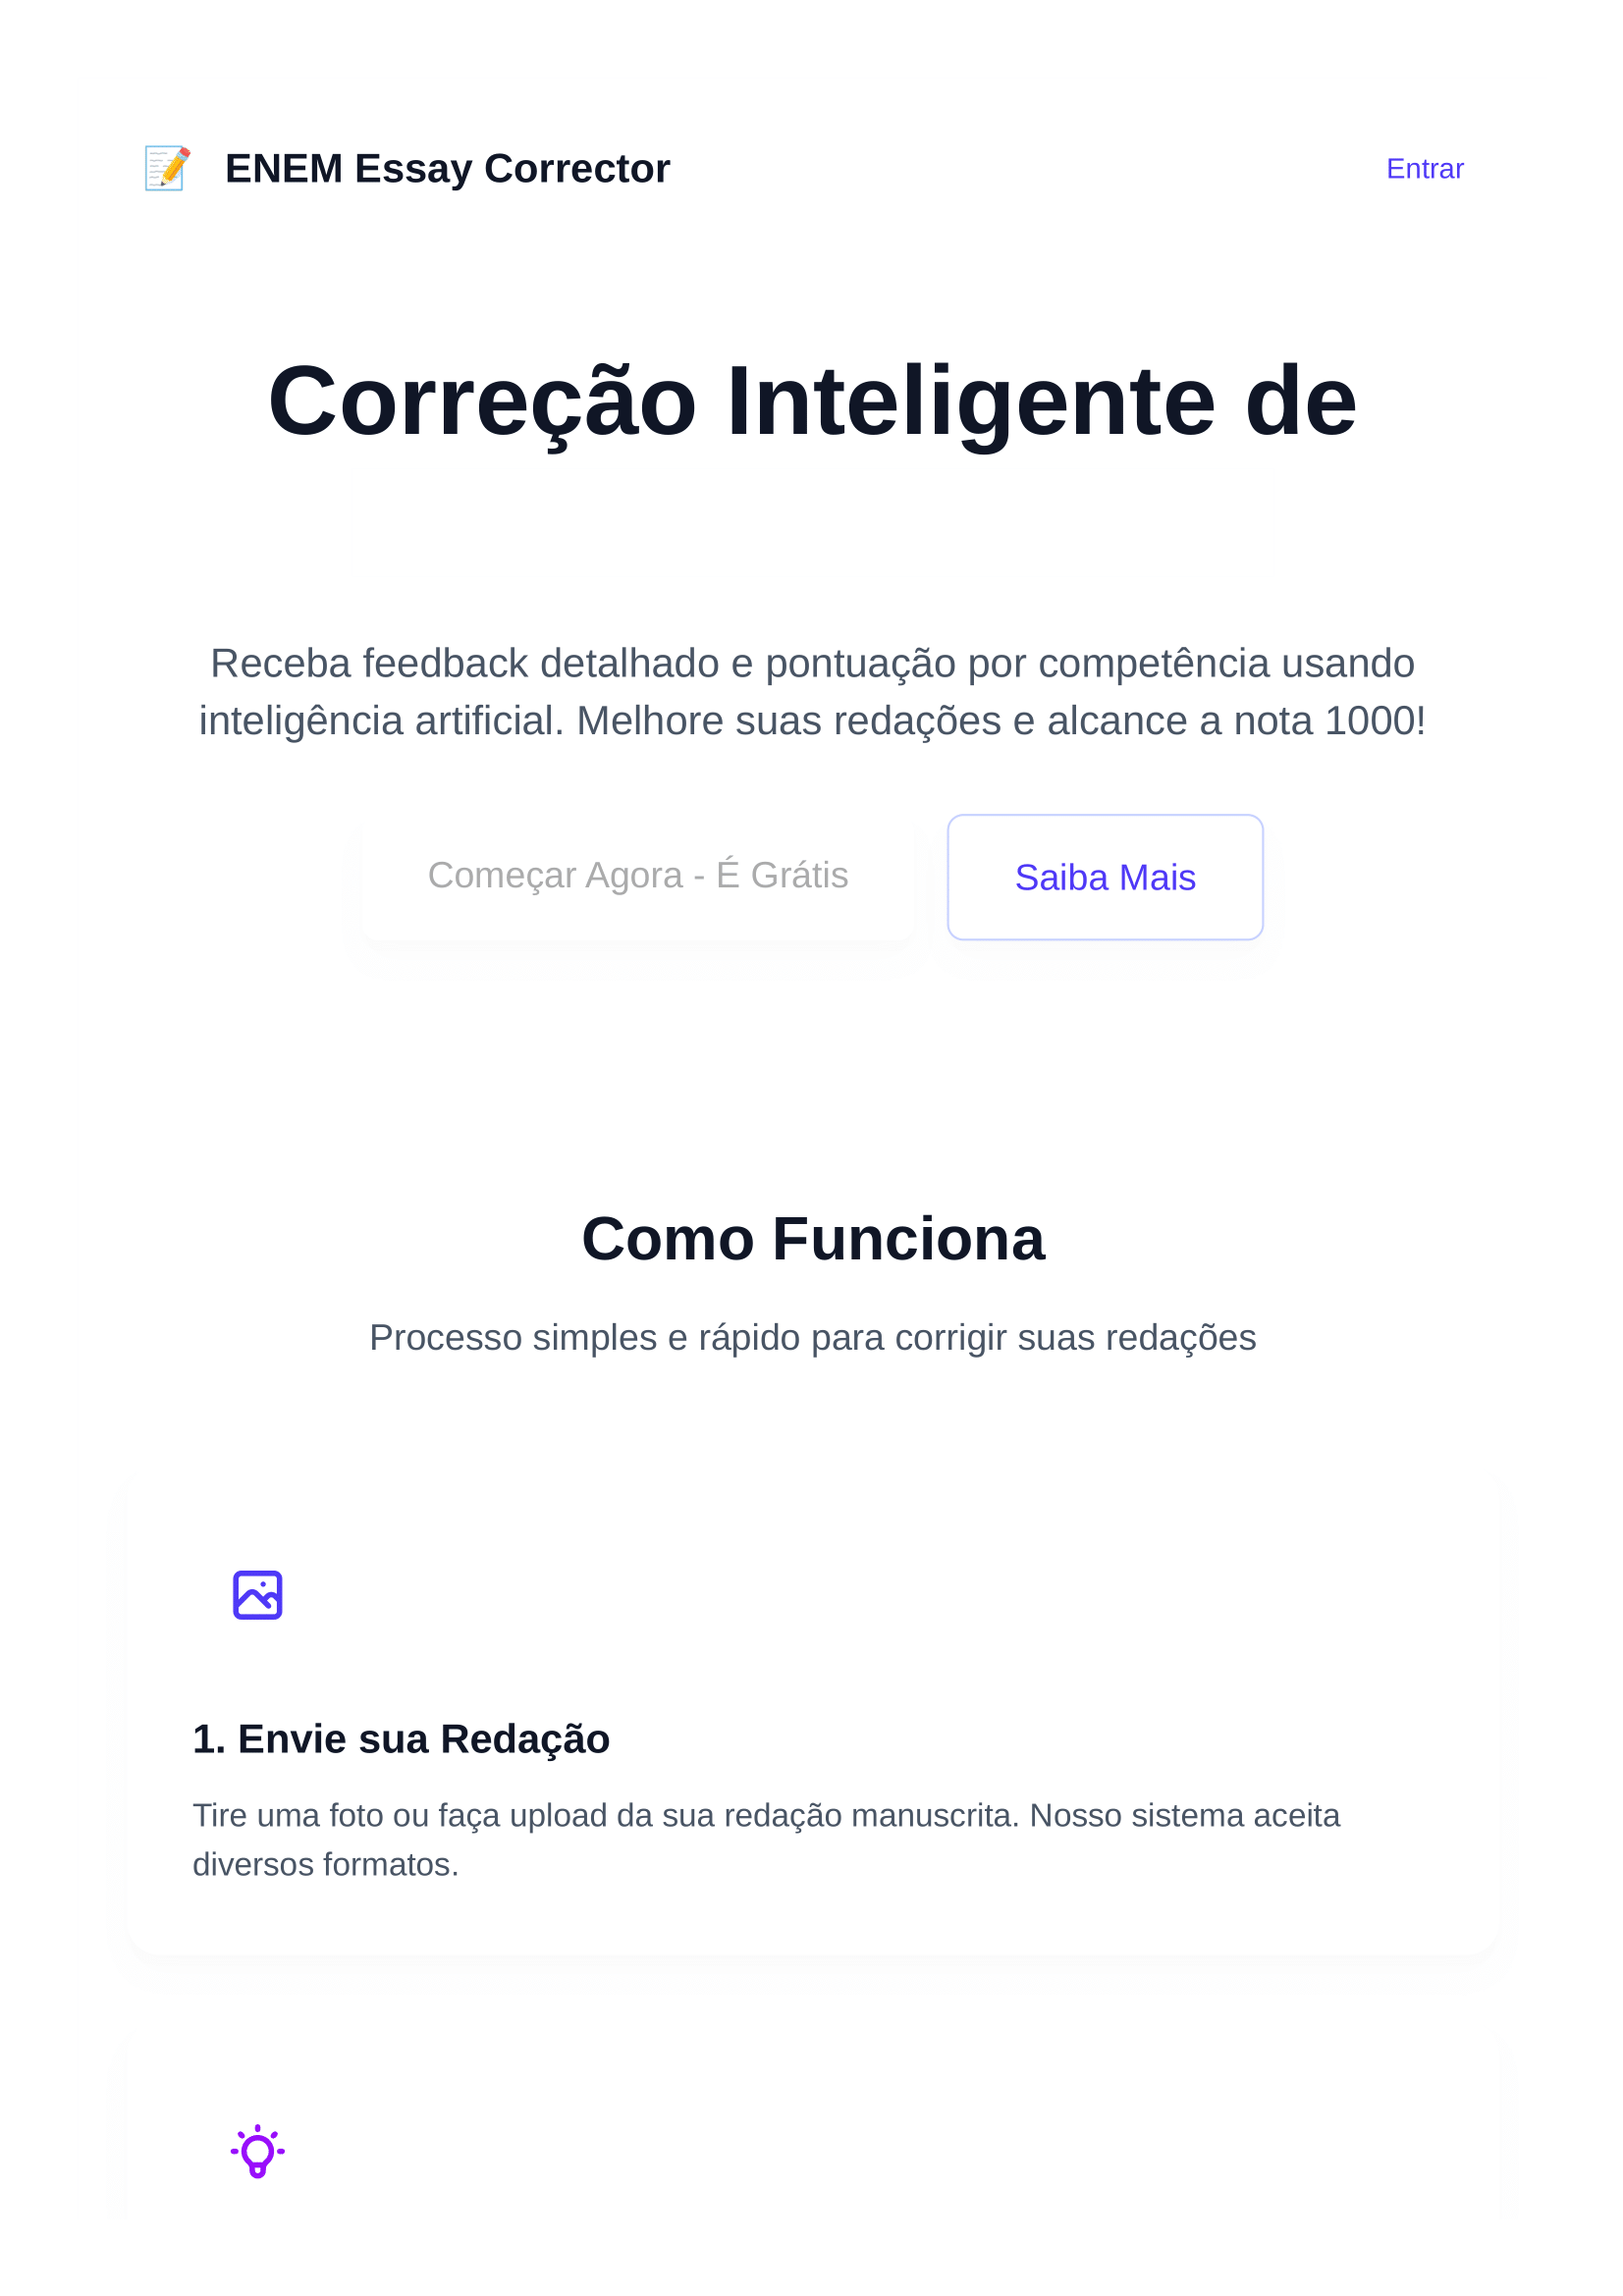 ENEM Essay Corrector
Entrar
Correção Inteligente de
Receba feedback detalhado e pontuação por competência usando
inteligência artificial. Melhore suas redações e alcance a nota 1000!
Começar Agora - É Grátis
Saiba Mais
Como Funciona
Processo simples e rápido para corrigir suas redações
1. Envie sua Redação
Tire uma foto ou faça upload da sua redação manuscrita. Nosso sistema aceita
diversos formatos.